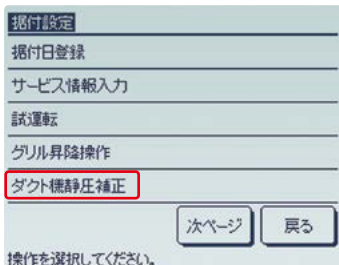 据付設定
据付日登録
サービス情報入力
試運転
グリル昇降操作
ダクト機静圧補正
次ページ 戻る
操作を選択してください。